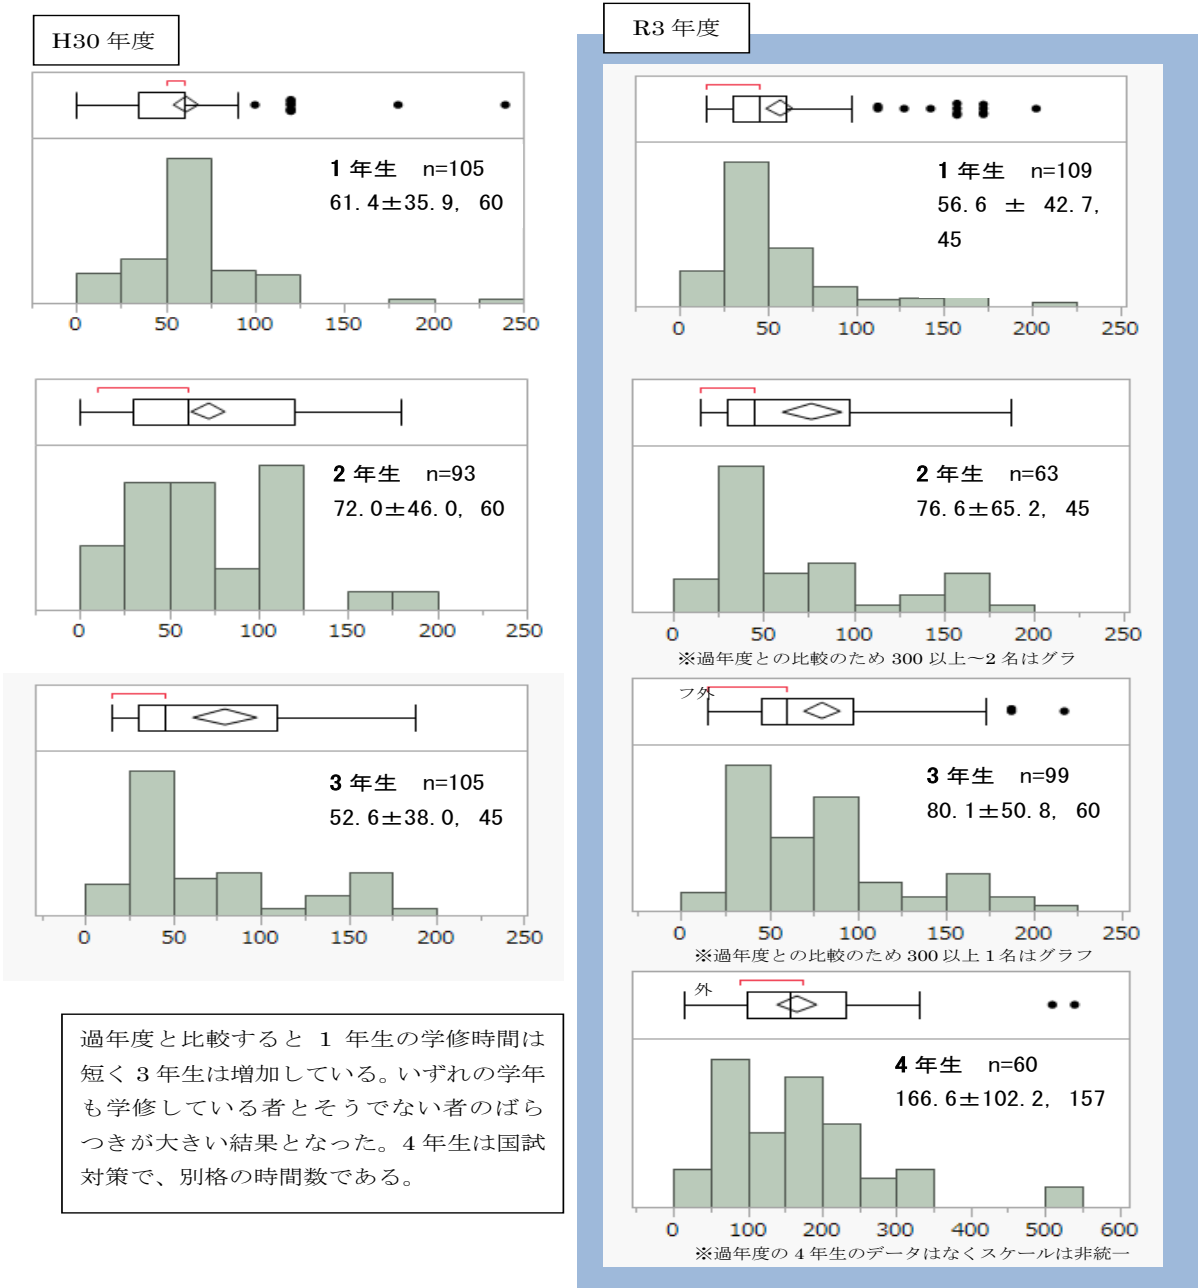 H30 年度
1 年生 n=105
61.4±35.9, 60
0 50 100 150 200 250
2 年生 n=93
72.0±46.0, 60
0 50 100 150 200 250
3 年生 n=105
52.6±38.0, 45
0 50 100 150 200 250
過年度と比較すると 1 年生の学修時間は
短く 3 年生は増加している。いずれの学年
も学修している者とそうでない者のばら
つきが大きい結果となった。4 年生は国試
対策で、別格の時間数である。
R3 年度
1 年生 n=109
56.6 ± 42.7,
45
0 50 100 150 200 250
2 年生 n=63
76.6±65.2, 45
0 50 100 150 200 250
※過年度との比較のため 300 以上～2 名はグラ
フ外
3 年生 n=99
80.1±50.8, 60
0 50 100 150 200 250
※過年度との比較のため 300 以上 1 名はグラフ
外
4 年生 n=60
166.6±102.2, 157
0 100 200 300 400 500 600
※過年度の 4 年生のデータはなくスケールは非統一